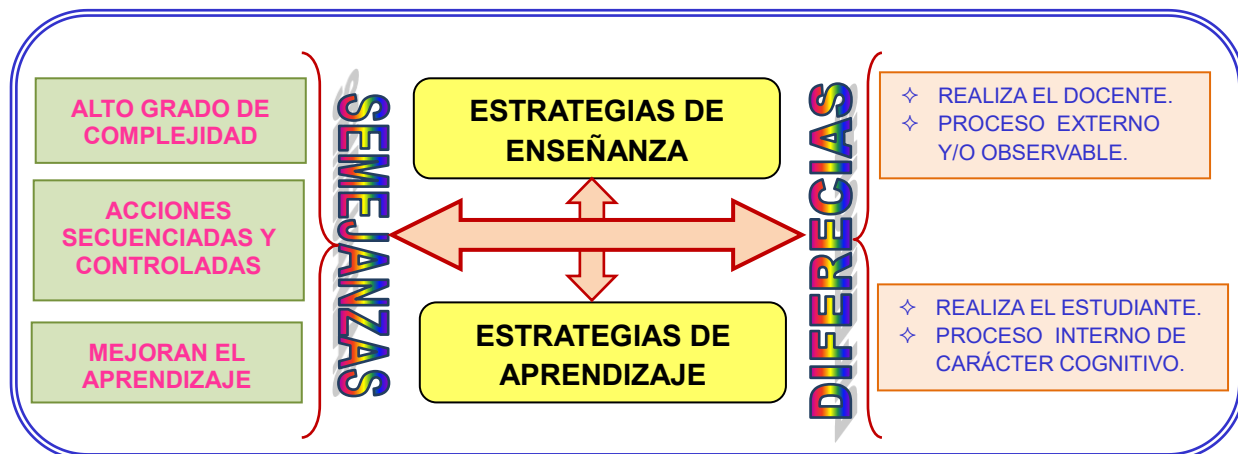 ALTO GRADO DE
COMPLEJIDAD
ACCIONES
SECUENCIADAS Y
CONTROLADAS
MEJORAN EL
APRENDIZAJE
SEMEJANZAS
ESTRATEGIAS DE
ENSEÑANZA
ESTRATEGIAS DE
APRENDIZAJE
DIFERECIAS
✧ REALIZA EL DOCENTE.
✧ PROCESO EXTERNO
Y/O OBSERVABLE.
✧ REALIZA EL ESTUDIANTE.
✧ PROCESO INTERNO DE
CARÁCTER COGNITIVO.